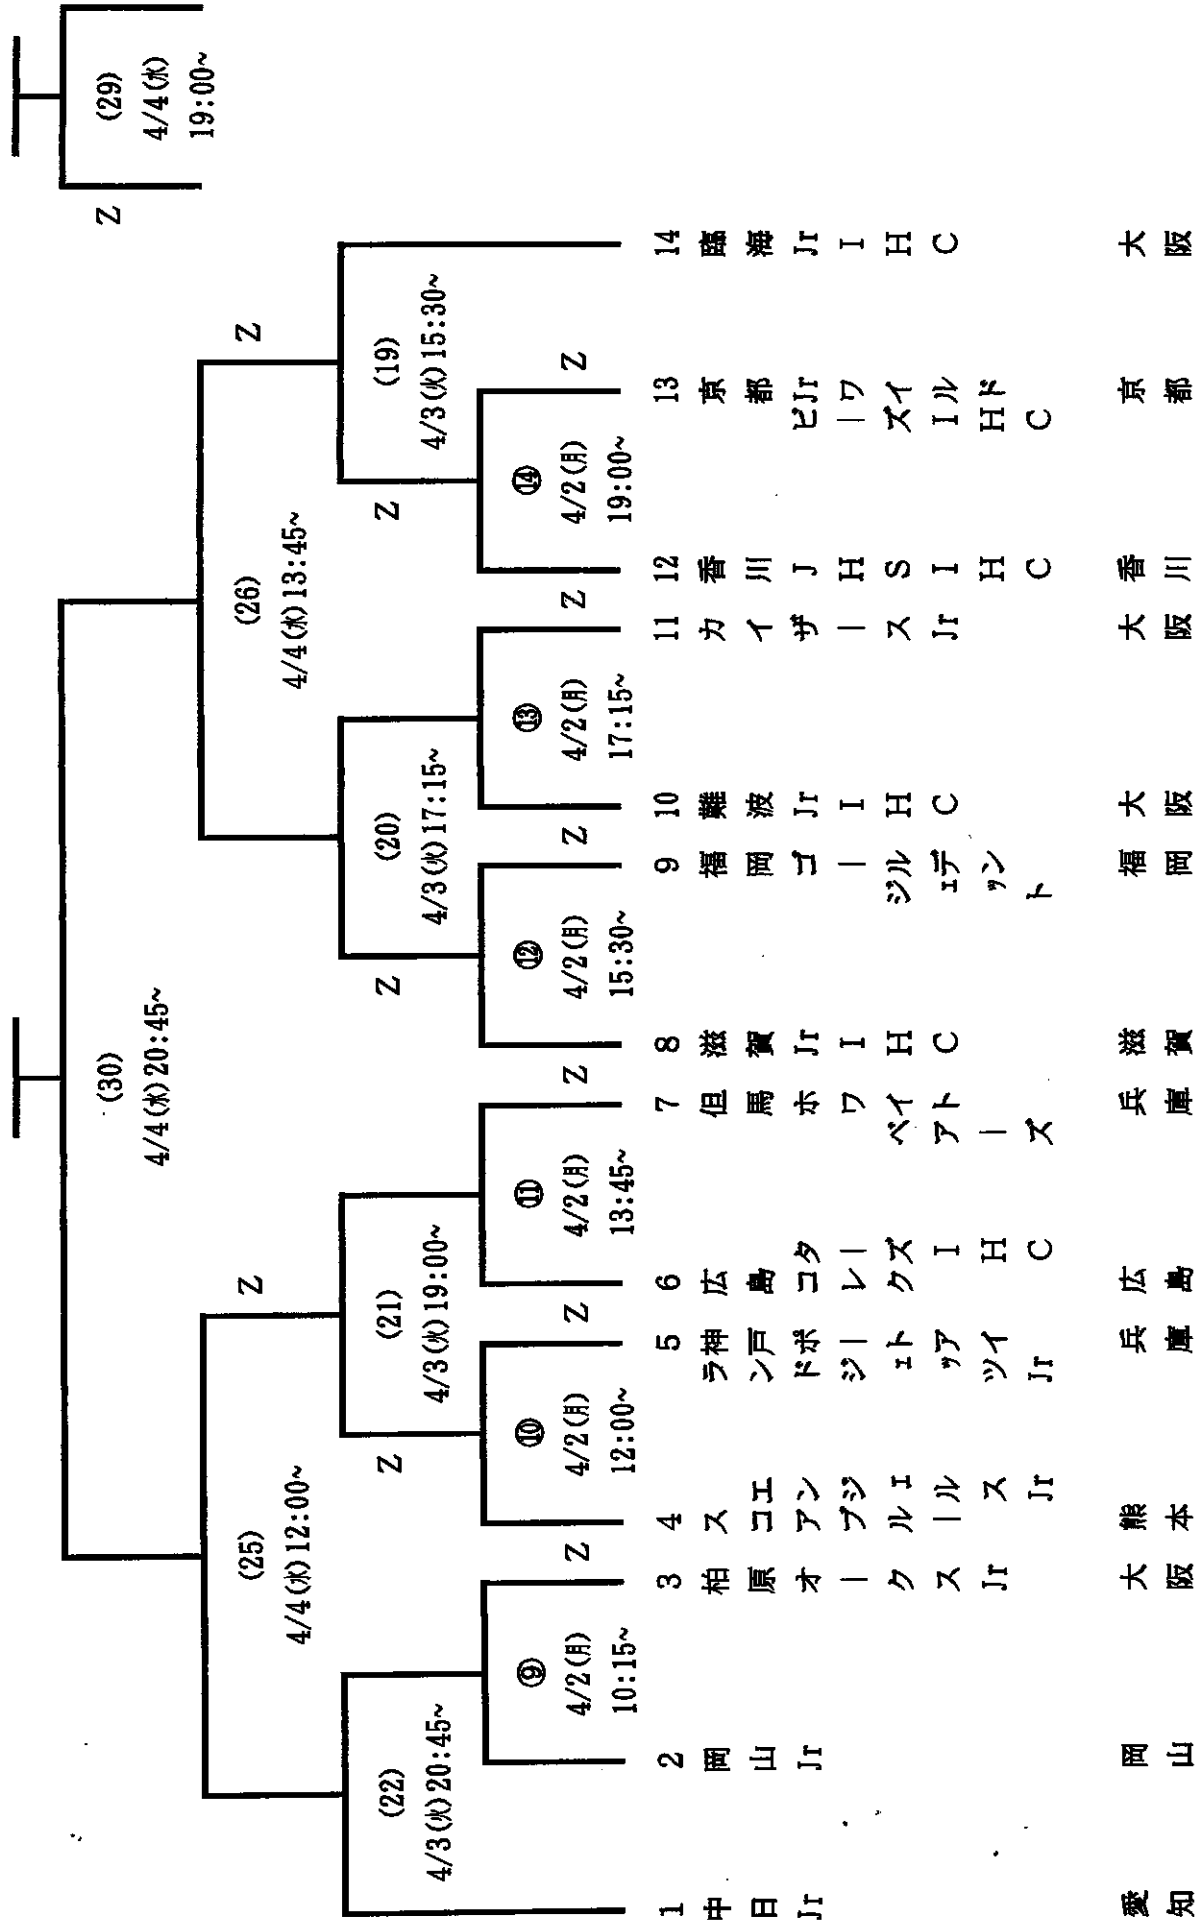 (29)
4/4(水)
19:00~
Z
(30)
4/4(水)20:45~
(25)
4/4(水)12:00~
Z
(26)
4/4(水)13:45~
Z
(22)
4/3(火)20:45~
(21)
4/3(火)19:00~
Z
(20)
4/3(火)17:15~
Z
(19)
4/3(火)15:30~
Z
⑨
4/2(月)
10:15~
Z
⑩
4/2(月)
12:00~
Z
⑪
4/2(月)
13:45~
Z
⑫
4/2(月)
15:30~
Z
⑬
4/2(月)
17:15~
Z
⑭
4/2(月)
19:00~
Z
1 中日Jr 愛知
2 岡山Jr 岡山
3 柏原オークスJr 大阪
4 スコアブルー
エンジェルスJr 熊本
5 神戸ポートアイ
ランドジェッツJr 兵庫
6 広島コレク
ターズIHC 広島
7 但馬ホワイト
ベアーズ 兵庫
8 滋賀JrIHC 滋賀
9 福岡ゴールデン
ジェット 福岡
10 難波JrIHC 大阪
11 カイザースJr 大阪
12 香川JHSIHC 香川
13 京都Jrワイルド
ビーズIHC 京都
14 臨海JrIHC 大阪